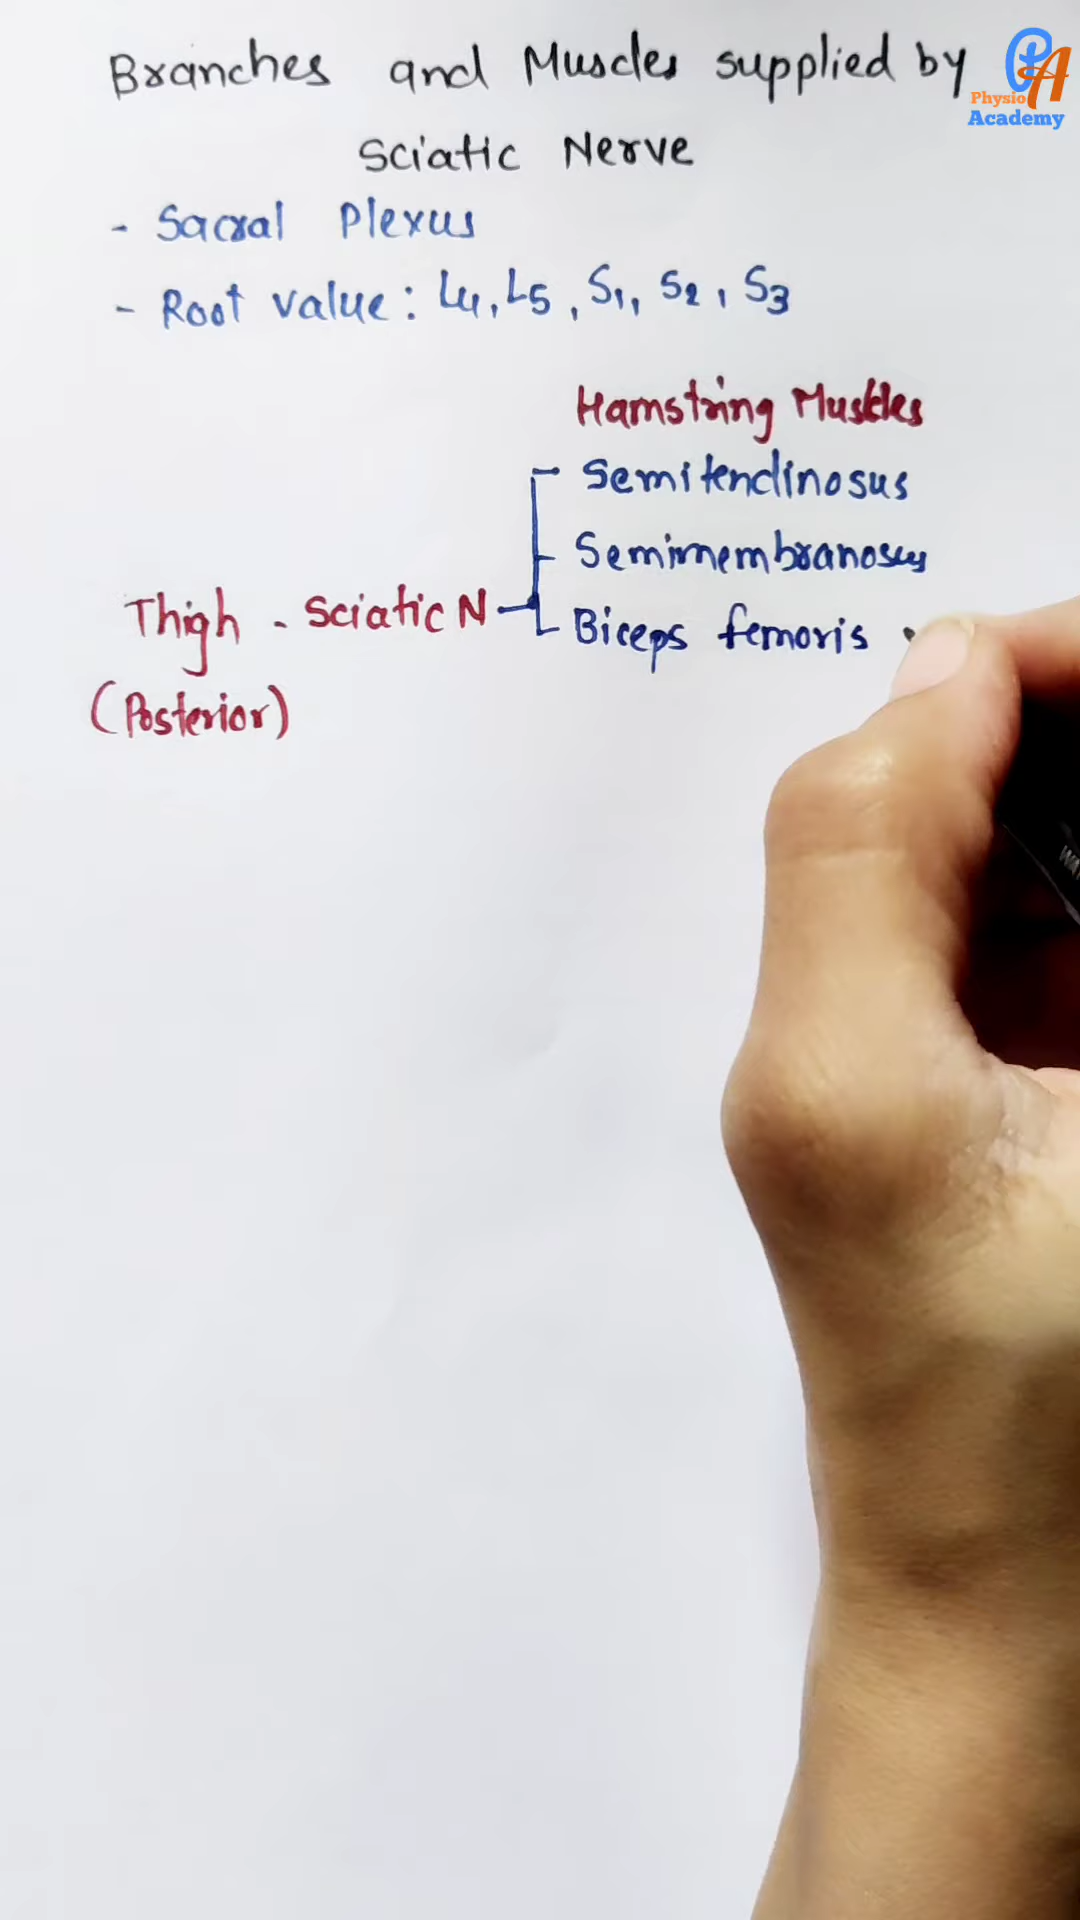 Branches and Muscles supplied by
Sciatic Nerve
- Sacral Plexus
- Root value: L4, L5, S1, S2, S3
Hamstring Muscles
Semitendinosus
Semimembranosus
Thigh - Sciatic N
Biceps femoris
(Posterior)
PA
Physio
Academy